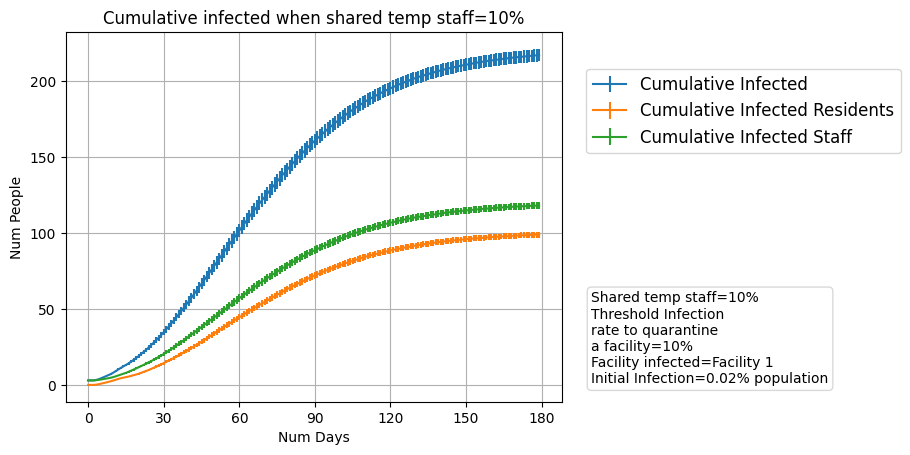 Cumulative infected when shared temp staff=10%
Num People
200
150
100
50
0
0 30 60 90 120 150 180
Num Days
Cumulative Infected
Cumulative Infected Residents
Cumulative Infected Staff
Shared temp staff=10%
Threshold Infection
rate to quarantine
a facility=10%
Facility infected=Facility 1
Initial Infection=0.02% population